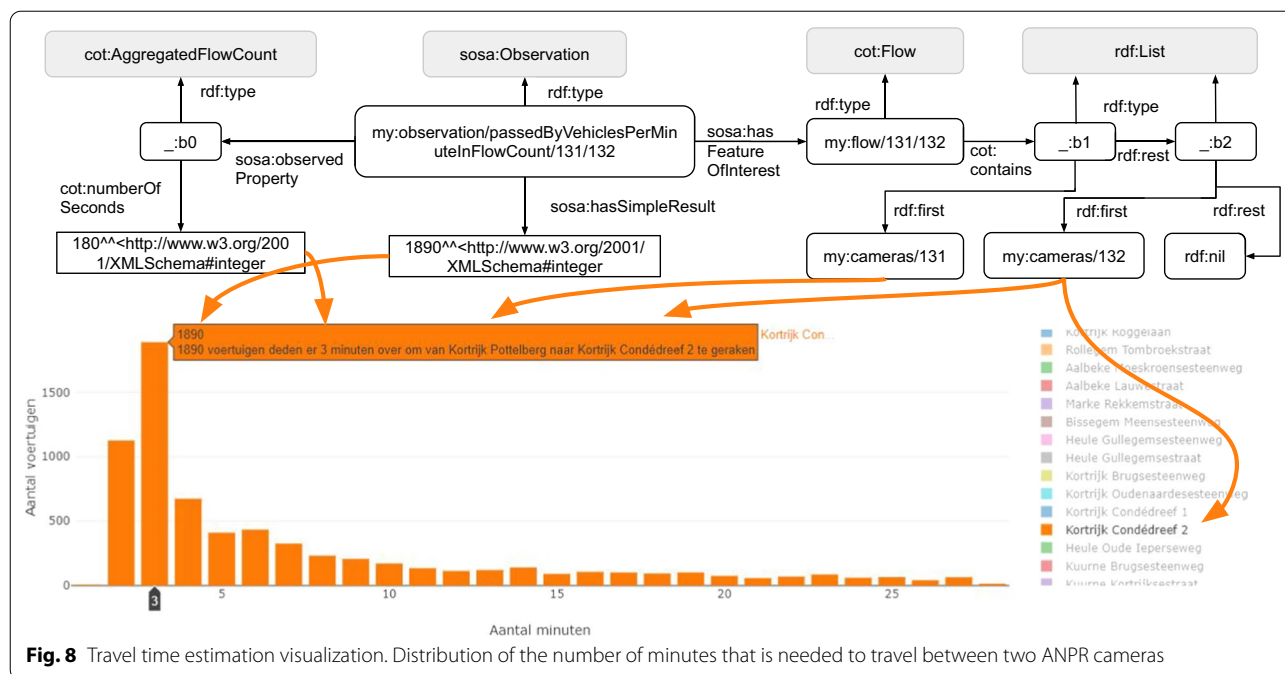 cot:AggregatedFlowCount
sosa:Observation
cot:Flow
rdf:List
rdf:type
rdf:type
rdf:type
rdf:type
_:b0
my:observation/passedByVehiclesPerMin
uteInFlowCount/131/132
my:flow/131/132
_:b1
_:b2
sosa:observed
Property
sosa:has
Feature
OfInterest
cot:
contains
rdf:rest
cot:numberOf
Seconds
sosa:hasSimpleResult
rdf:first
rdf:first
rdf:rest
180^^<http://www.w3.org/200
1/XMLSchema#integer
1890^^<http://www.w3.org/2001/
XMLSchema#integer
my:cameras/131
my:cameras/132
rdf:nil
1890
1890 voertuigen deden er 3 minuten over om van Kortrijk Pottelberg naar Kortrijk Condédreef 2 te geraken
Kortrijk Con...
Aantal voertuigen
1500
1000
500
0
3
5
10
15
20
25
Aantal minuten
Kortrijk Roggelaan
Rollegem Tombroekstraat
Aalbeke Moeskroensesteenweg
Aalbeke Lauwestraat
Marke Rekkemstraat
Bissegem Meensesteenweg
Heule Gullegemsesteenweg
Heule Gullegemsestraat
Kortrijk Brugsesteenweg
Kortrijk Oudenaardesesteenweg
Kortrijk Condédreef 1
Kortrijk Condédreef 2
Heule Oude Ieperseweg
Kuurne Brugsesteenweg
Kuurne Kortrijksestraat
Fig. 8 Travel time estimation visualization. Distribution of the number of minutes that is needed to travel between two ANPR cameras